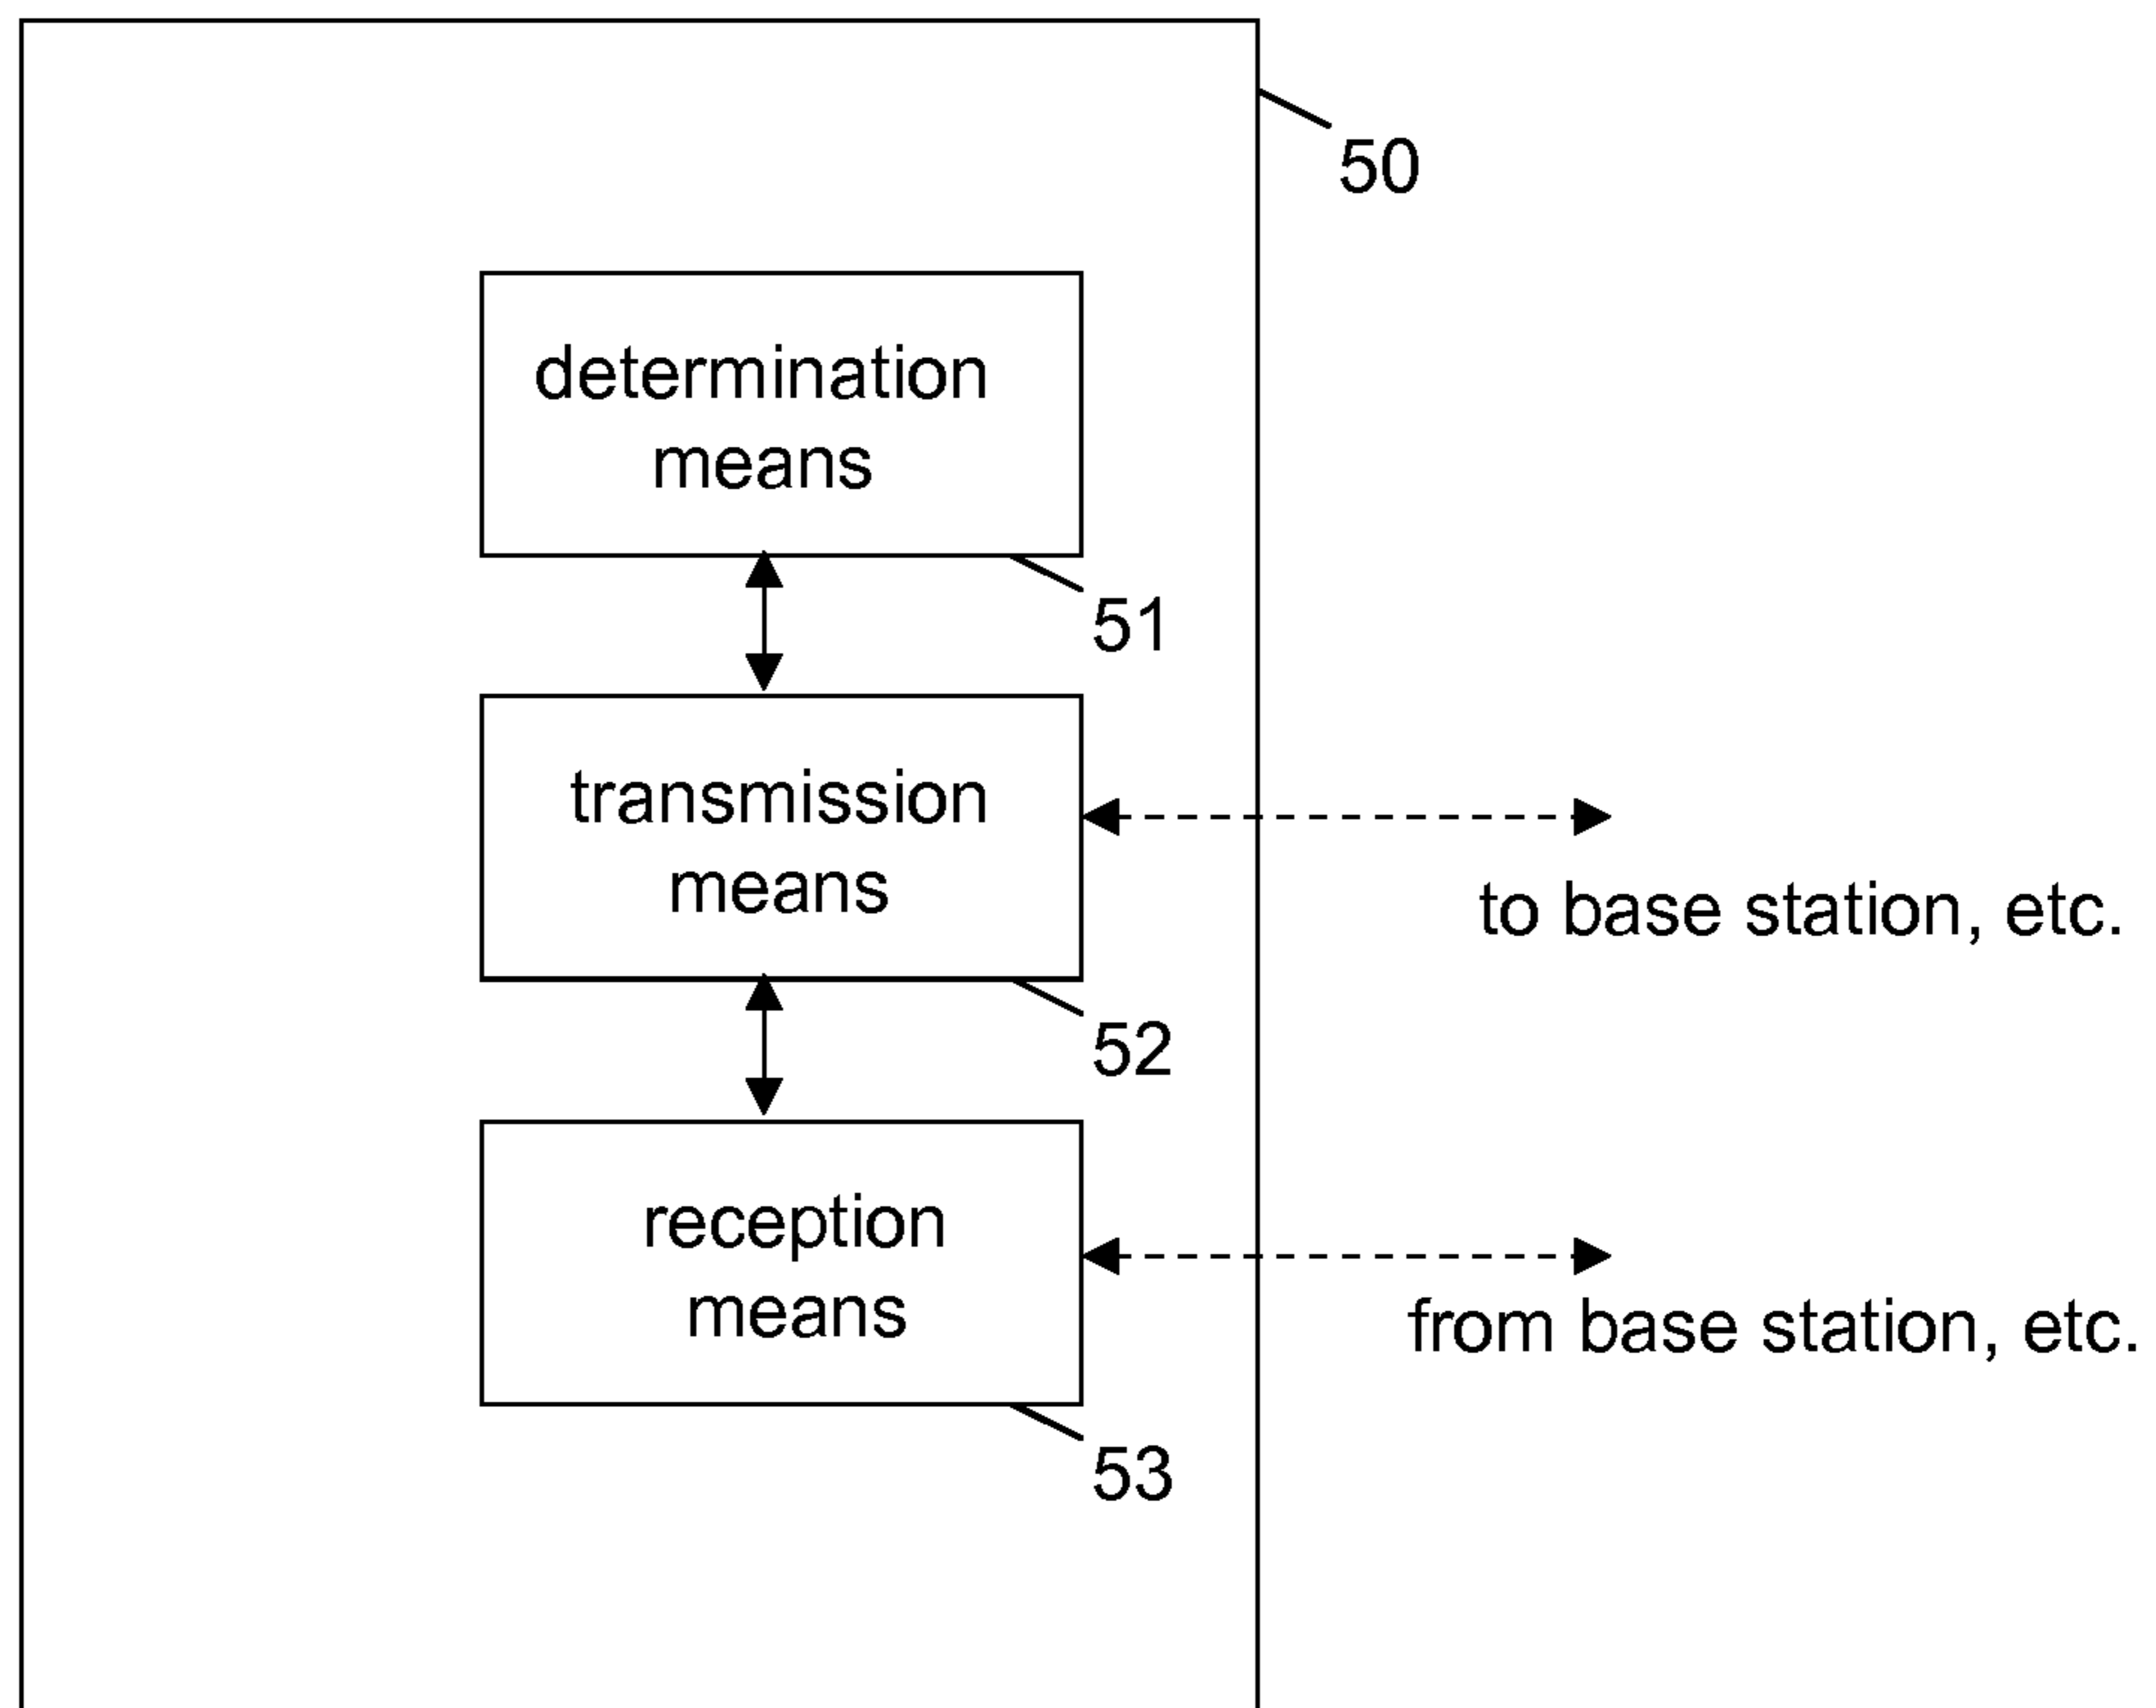 50
determination
means
51
transmission
means
to base station, etc.
52
reception
means
from base station, etc.
53